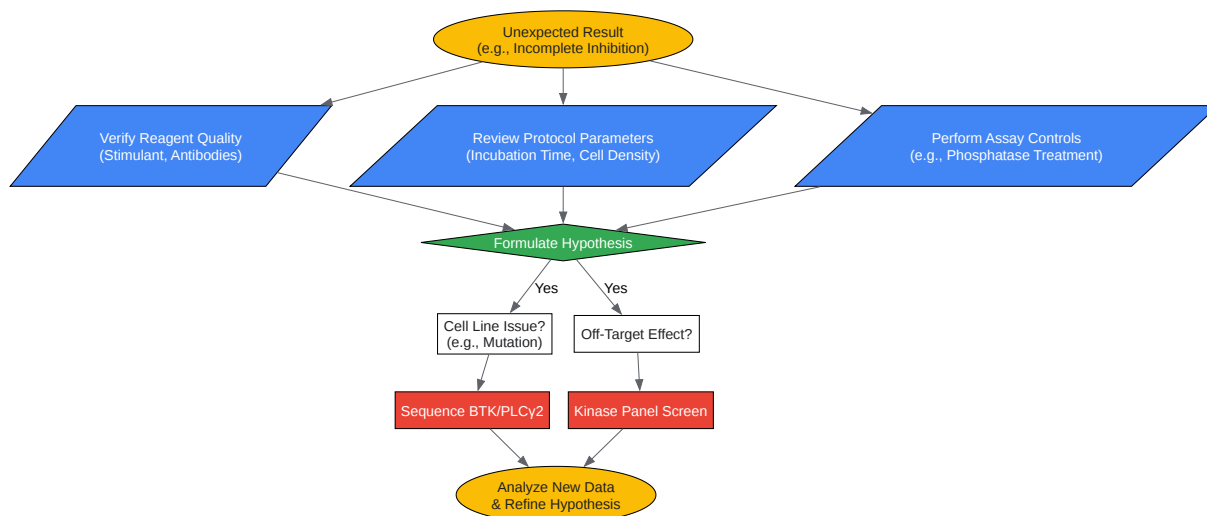 Unexpected Result
(e.g., Incomplete Inhibition)
Verify Reagent Quality
(Stimulant, Antibodies)
Review Protocol Parameters
(Incubation Time, Cell Density)
Perform Assay Controls
(e.g., Phosphatase Treatment)
Formulate Hypothesis
Yes
Yes
Cell Line Issue?
(e.g., Mutation)
Off-Target Effect?
Sequence BTK/PLCγ2
Kinase Panel Screen
Analyze New Data
& Refine Hypothesis